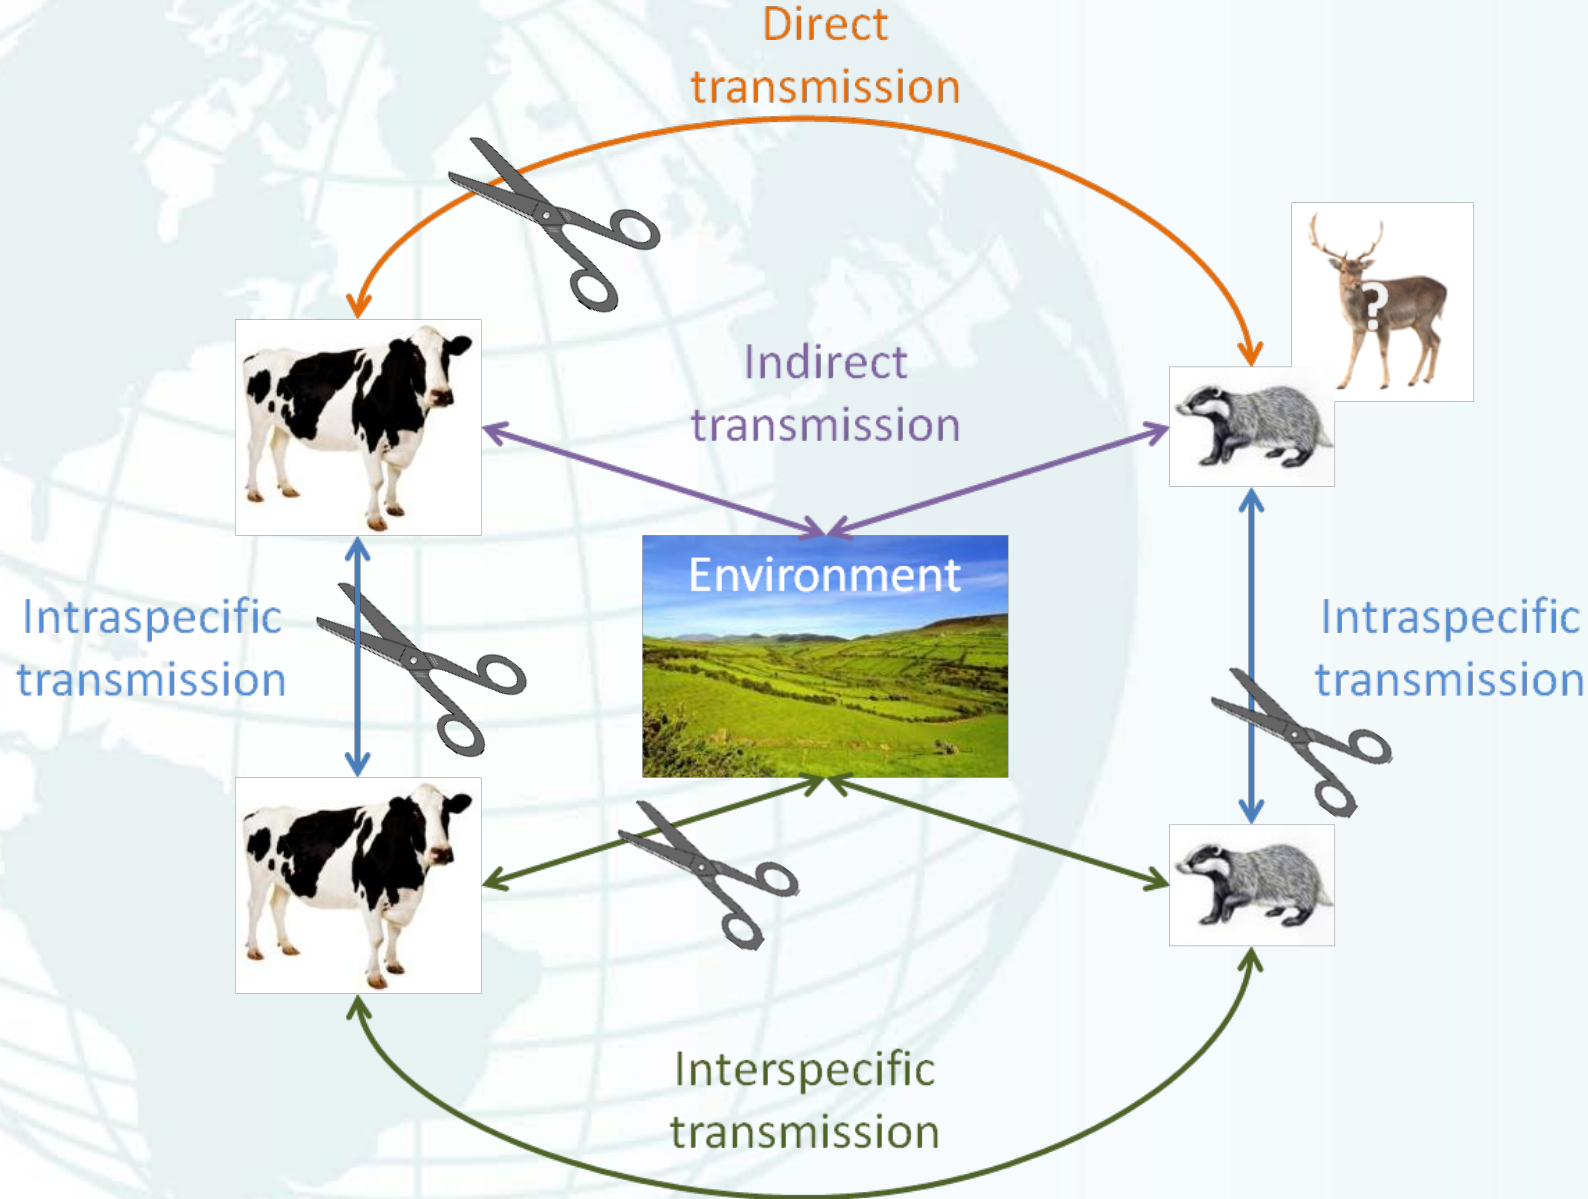 Direct
transmission
?
Indirect
transmission
Environment
Intraspecific
transmission
Intraspecific
transmission
Interspecific
transmission